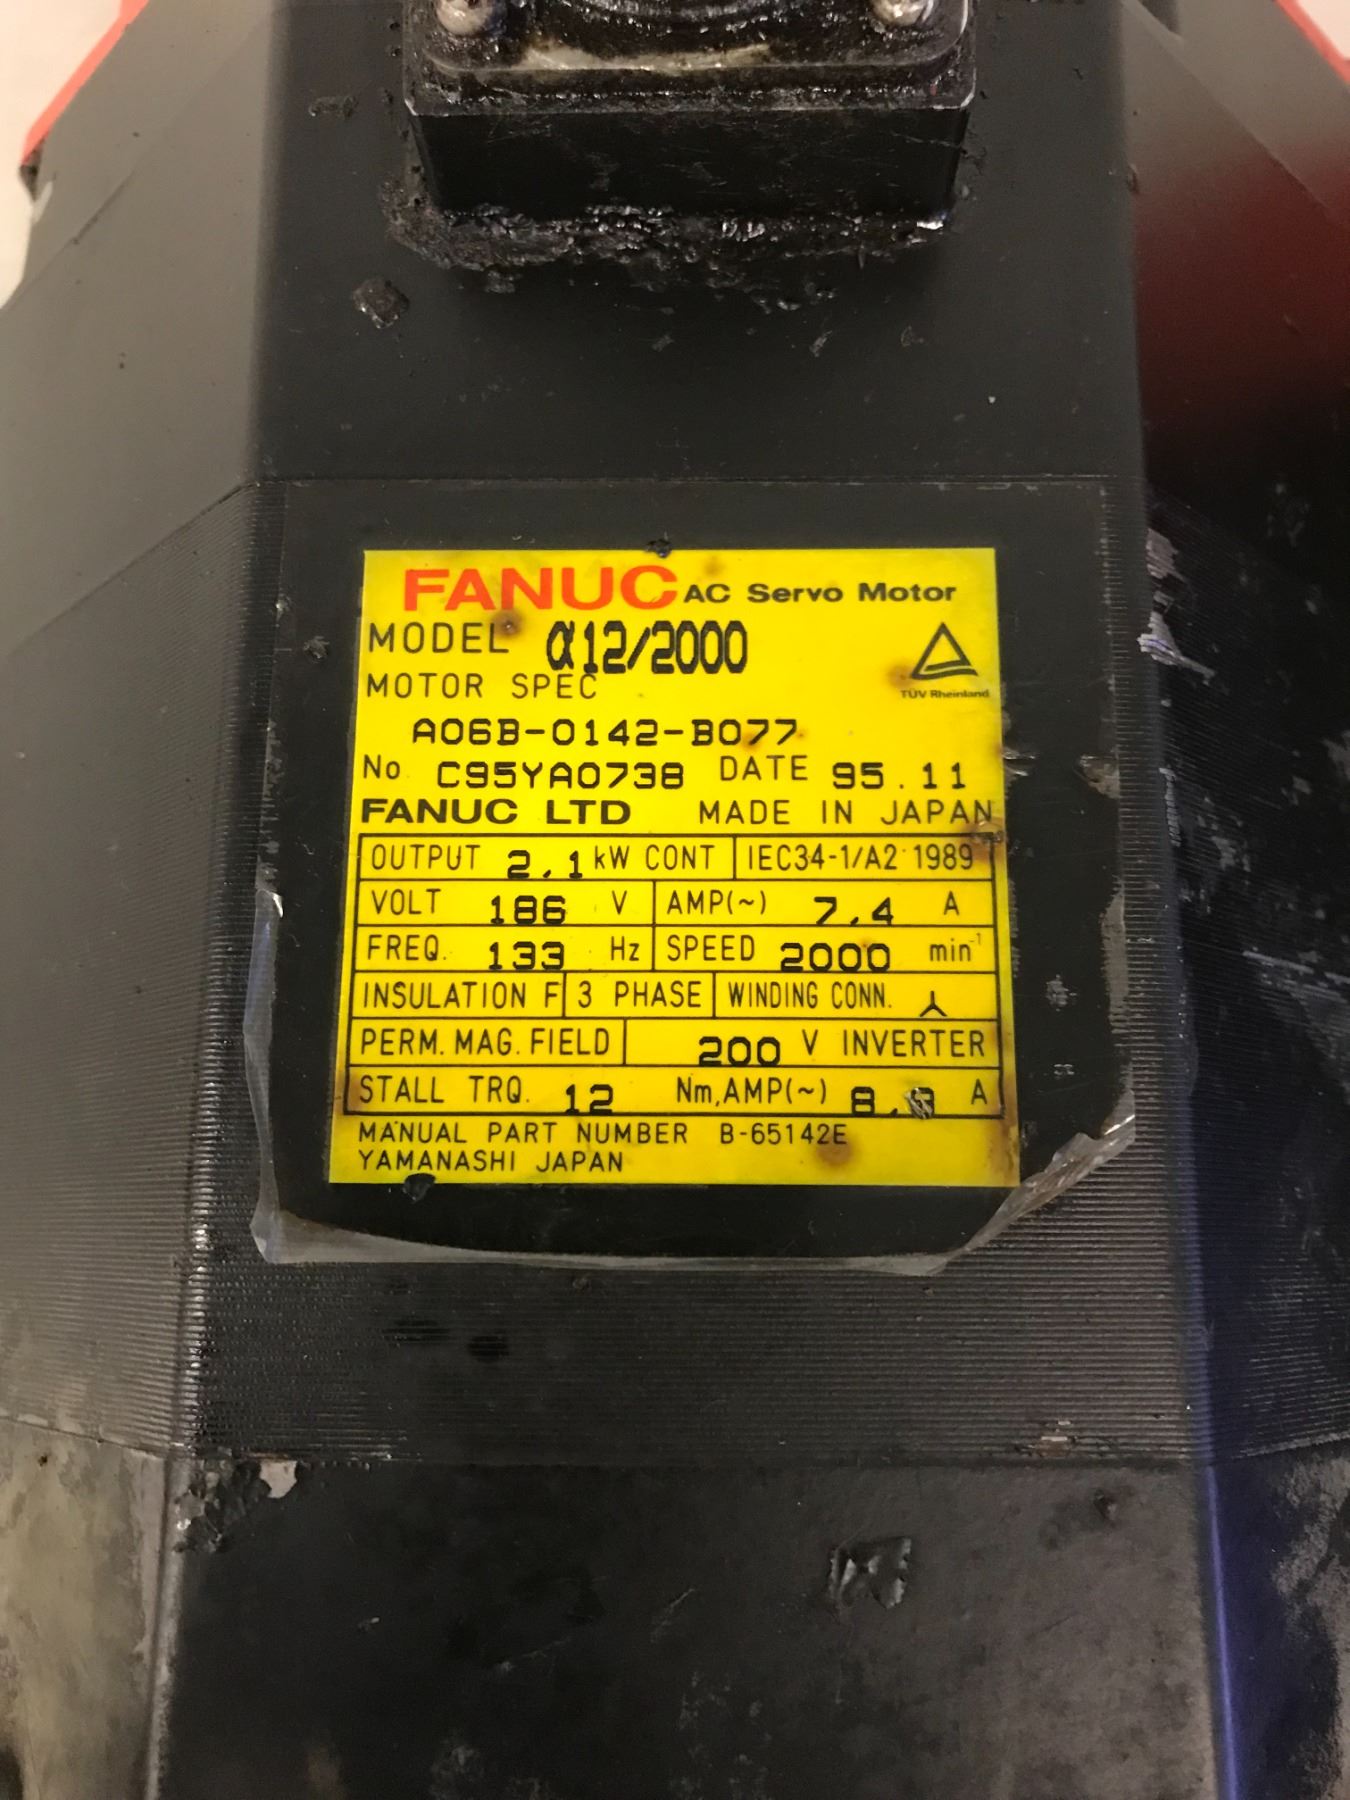 FANUC AC Servo Motor
MODEL α12/2000
TÜV Rheinland
MOTOR SPEC
A06B-0142-B077
No. C95YA0738 DATE 95.11
FANUC LTD MADE IN JAPAN
OUTPUT 2.1 kW CONT IEC34-1/A2 1989
VOLT 186 V AMP(~) 7.4 A
FREQ. 133 Hz SPEED 2000 min⁻¹
INSULATION F 3 PHASE WINDING CONN.
PERM. MAG. FIELD 200 V INVERTER
STALL TRQ. 12 Nm, AMP(~) A
MANUAL PART NUMBER B-65142E
YAMANASHI JAPAN